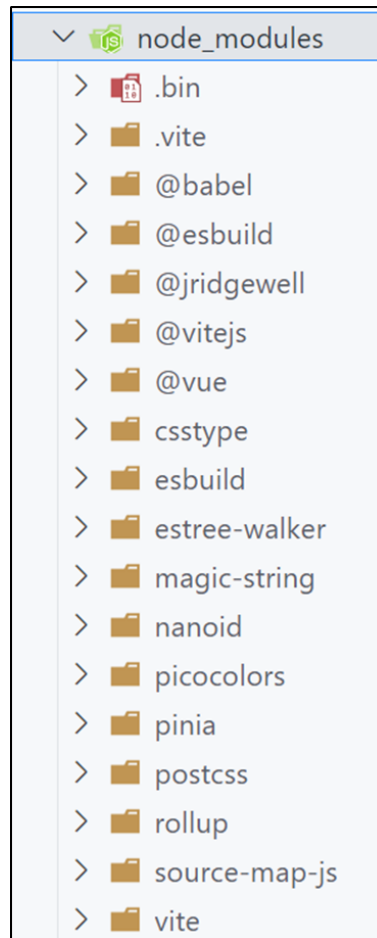 node_modules
.bin
.vite
@babel
@esbuild
@jridgewell
@vitejs
@vue
csstype
esbuild
estree-walker
magic-string
nanoid
picocolors
pinia
postcss
rollup
source-map-js
vite